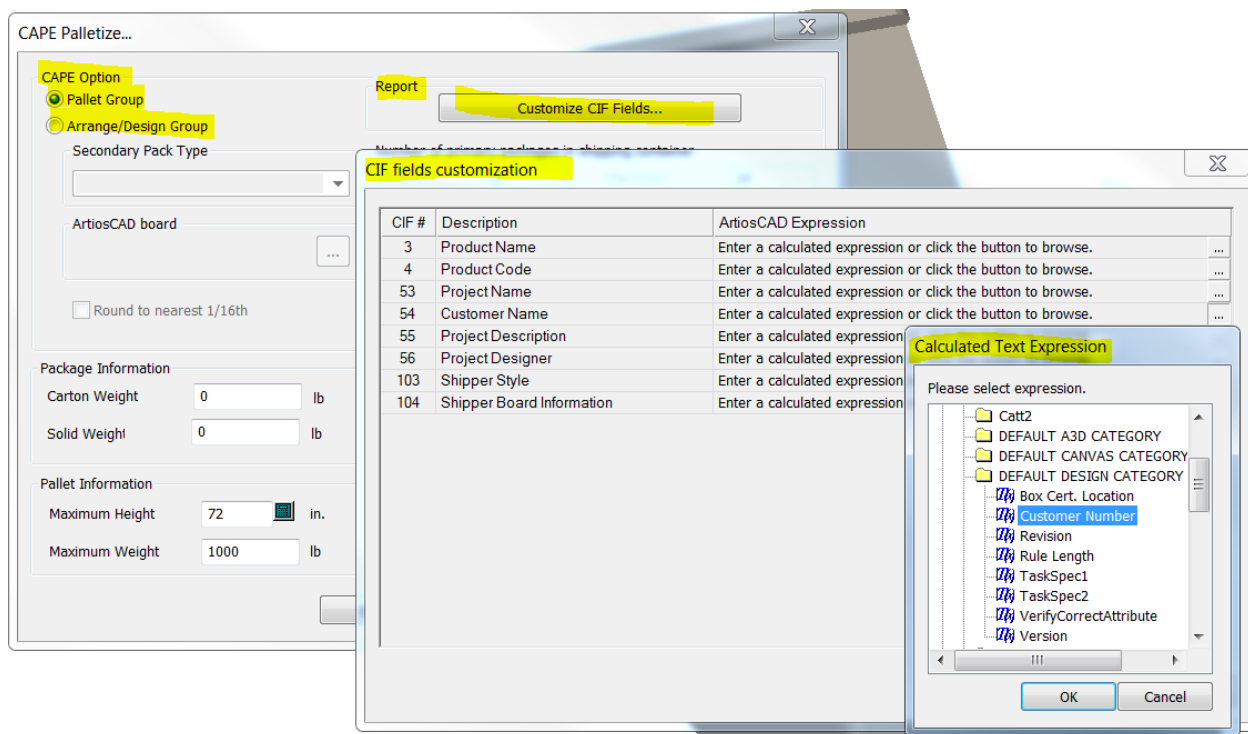 CAPE Palletize...
CAPE Option
Pallet Group
Arrange/Design Group
Secondary Pack Type
ArtiosCAD board
...
Round to nearest 1/16th
Report
Customize CIF Fields...
Number of primary packages in shipping container
Package Information
Carton Weight 0 lb
Solid Weight 0 lb
Pallet Information
Maximum Height 72 in.
Maximum Weight 1000 lb
CIF fields customization
CIF # Description ArtiosCAD Expression
3 Product Name Enter a calculated expression or click the button to browse. ...
4 Product Code Enter a calculated expression or click the button to browse. ...
53 Project Name Enter a calculated expression or click the button to browse. ...
54 Customer Name Enter a calculated expression or click the button to browse. ...
55 Project Description Enter a calculated expression
56 Project Designer Enter a calculated expression
103 Shipper Style Enter a calculated expression
104 Shipper Board Information Enter a calculated expression
Calculated Text Expression
Please select expression.
Catt2
DEFAULT A3D CATEGORY
DEFAULT CANVAS CATEGORY
DEFAULT DESIGN CATEGORY
Box Cert. Location
Customer Number
Revision
Rule Length
TaskSpec1
TaskSpec2
VerifyCorrectAttribute
Version
OK Cancel